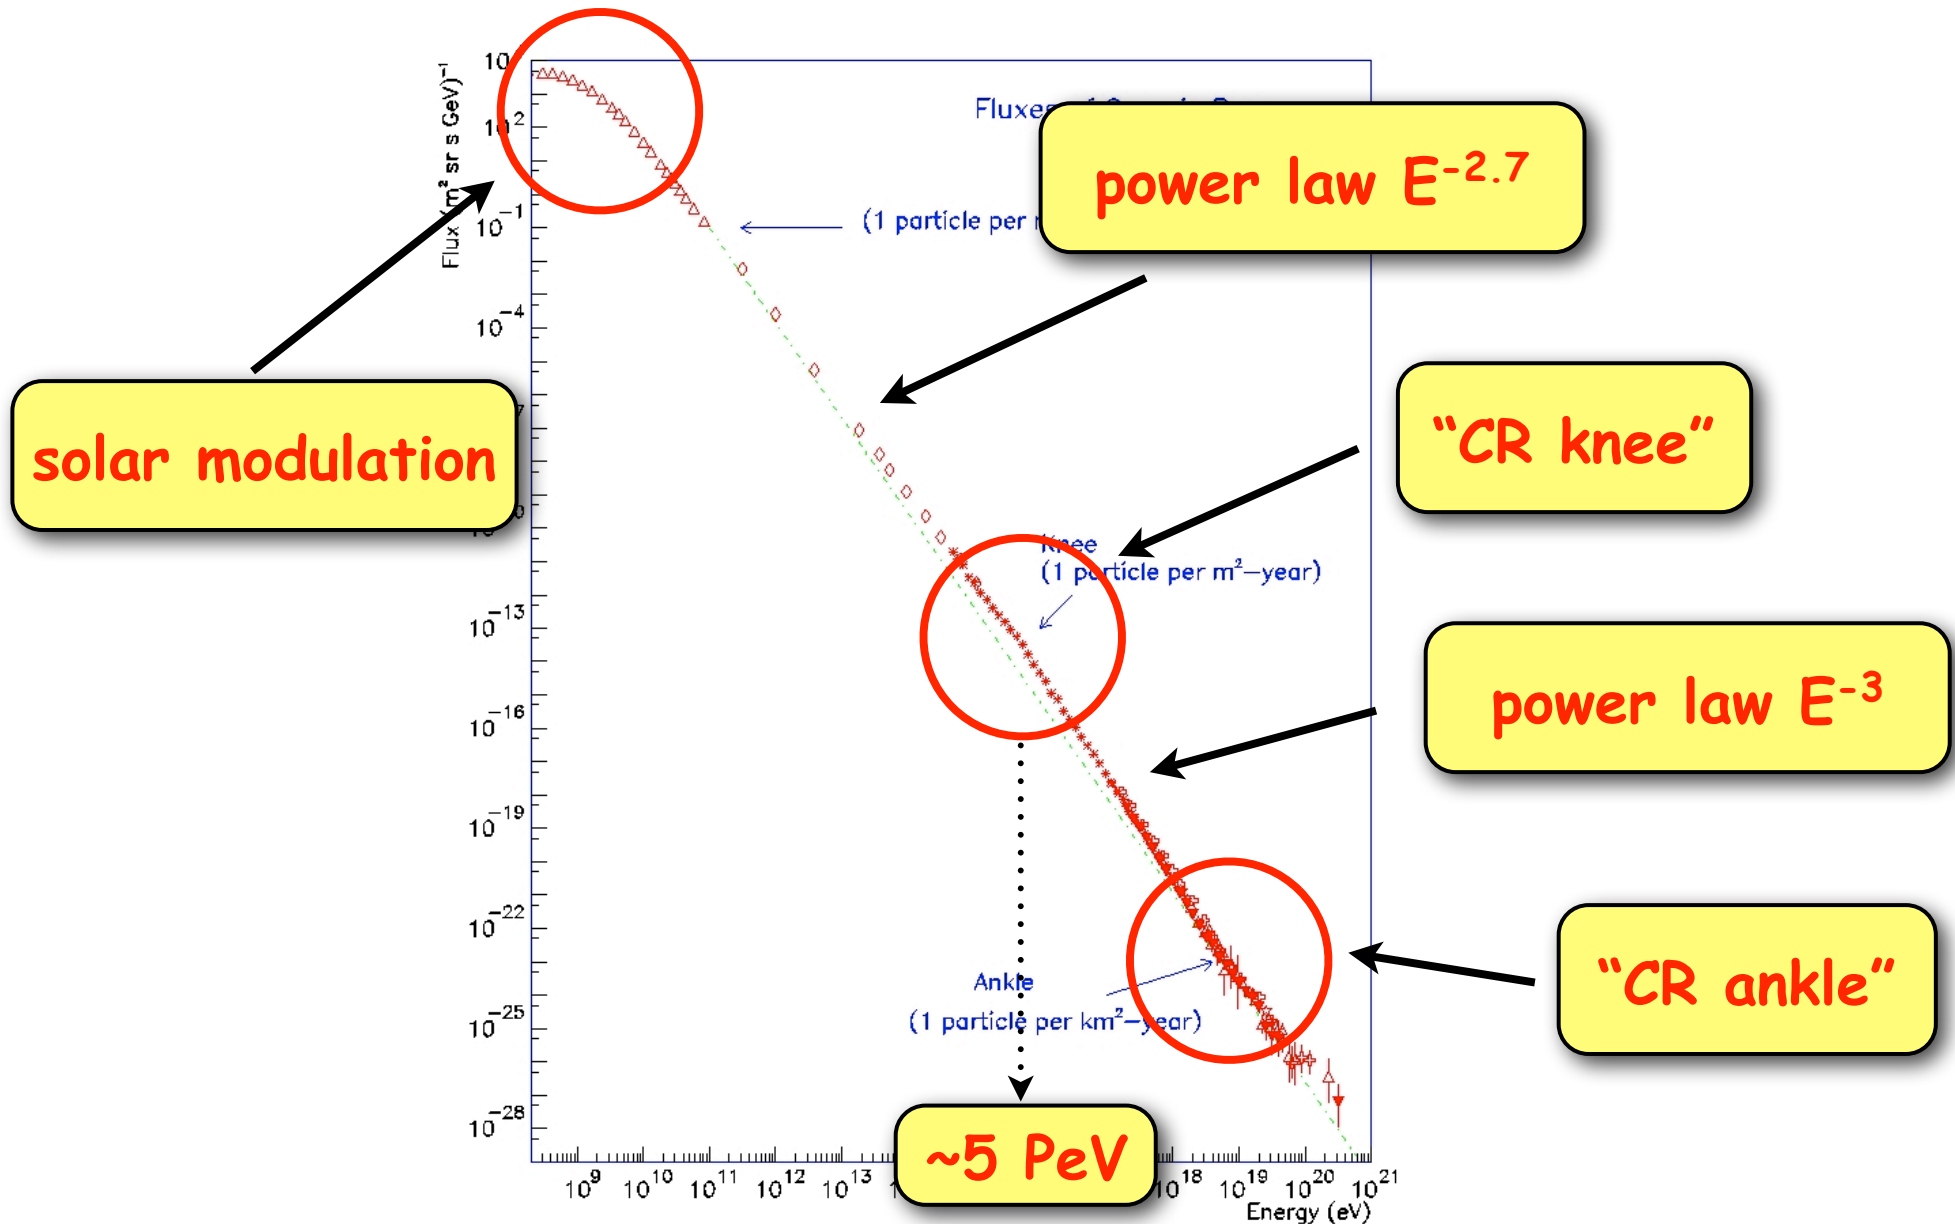 Flux (m² sr s GeV)⁻¹
10²
10⁻¹
10⁻⁴
10⁻¹³
10⁻¹⁶
10⁻¹⁹
10⁻²²
10⁻²⁵
10⁻²⁸
(1 particle per
power law E⁻²·⁷
solar modulation
“CR knee”
Knee
(1 particle per m²–year)
power law E⁻³
“CR ankle”
Ankle
(1 particle per km²–year)
~5 PeV
10⁹ 10¹⁰ 10¹¹ 10¹² 10¹³ 10¹⁸ 10¹⁹ 10²⁰ 10²¹
Energy (eV)